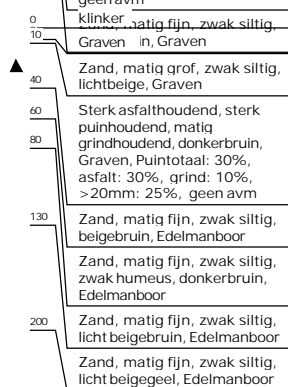 geen avm
0
klinker
Zand, matig fijn, zwak siltig,
Graven
in, Graven
10
Zand, matig grof, zwak siltig,
lichtbeige, Graven
40
Sterk asfalthoudend, sterk
puinhoudend, matig
grindhoudend, donkerbruin,
Graven, Puintotaal: 30%,
asfalt: 30%, grind: 10%,
>20mm: 25%, geen avm
60
Zand, matig fijn, zwak siltig,
beigebruin, Edelmanboor
80
Zand, matig fijn, zwak siltig,
zwak humeus, donkerbruin,
Edelmanboor
130
Zand, matig fijn, zwak siltig,
licht beigebruin, Edelmanboor
200
Zand, matig fijn, zwak siltig,
licht beigegeel, Edelmanboor